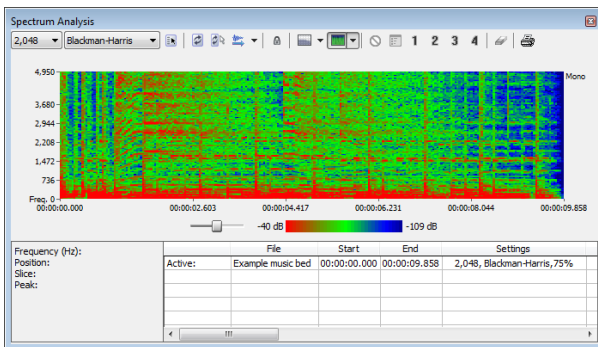 Spectrum Analysis
2,048 Blackman-Harris 1 2 3 4
4,950
3,680
2,944
2,208
1,472
736
Freq. 0
Mono
00:00:00.000 00:00:02.603 00:00:04.417 00:00:06.231 00:00:08.044 00:00:09.858
-40 dB -109 dB
Frequency (Hz):
Position:
Slice:
Peak:
File Start End Settings
Active: Example music bed 00:00:00.000 00:00:09.858 2,048, Blackman-Harris,75%